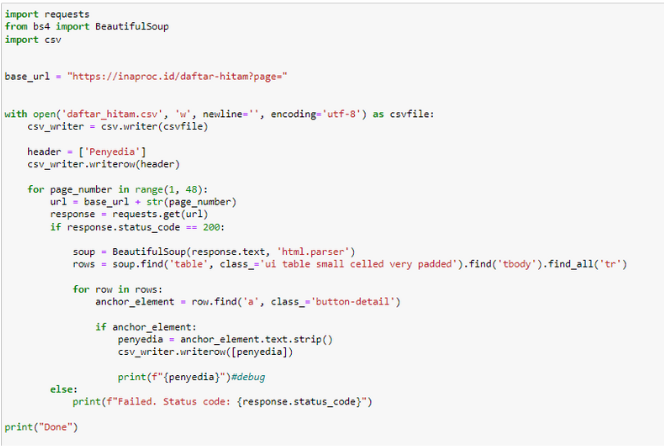 import requests
from bs4 import BeautifulSoup
import csv
base_url = "https://inaproc.id/daftar-hitam?page="
with open('daftar_hitam.csv', 'w', newline='', encoding='utf-8') as csvfile:
    csv_writer = csv.writer(csvfile)
    header = ['Penyedia']
    csv_writer.writerow(header)
    for page_number in range(1, 48):
        url = base_url + str(page_number)
        response = requests.get(url)
        if response.status_code == 200:
            soup = BeautifulSoup(response.text, 'html.parser')
            rows = soup.find('table', class_='ui table small celled very padded').find('tbody').find_all('tr')
            for row in rows:
                anchor_element = row.find('a', class_='button-detail')
                if anchor_element:
                    penyedia = anchor_element.text.strip()
                    csv_writer.writerow([penyedia])
                    print(f"{penyedia}")#debug
        else:
            print(f"Failed. Status code: {response.status_code}")
print("Done")